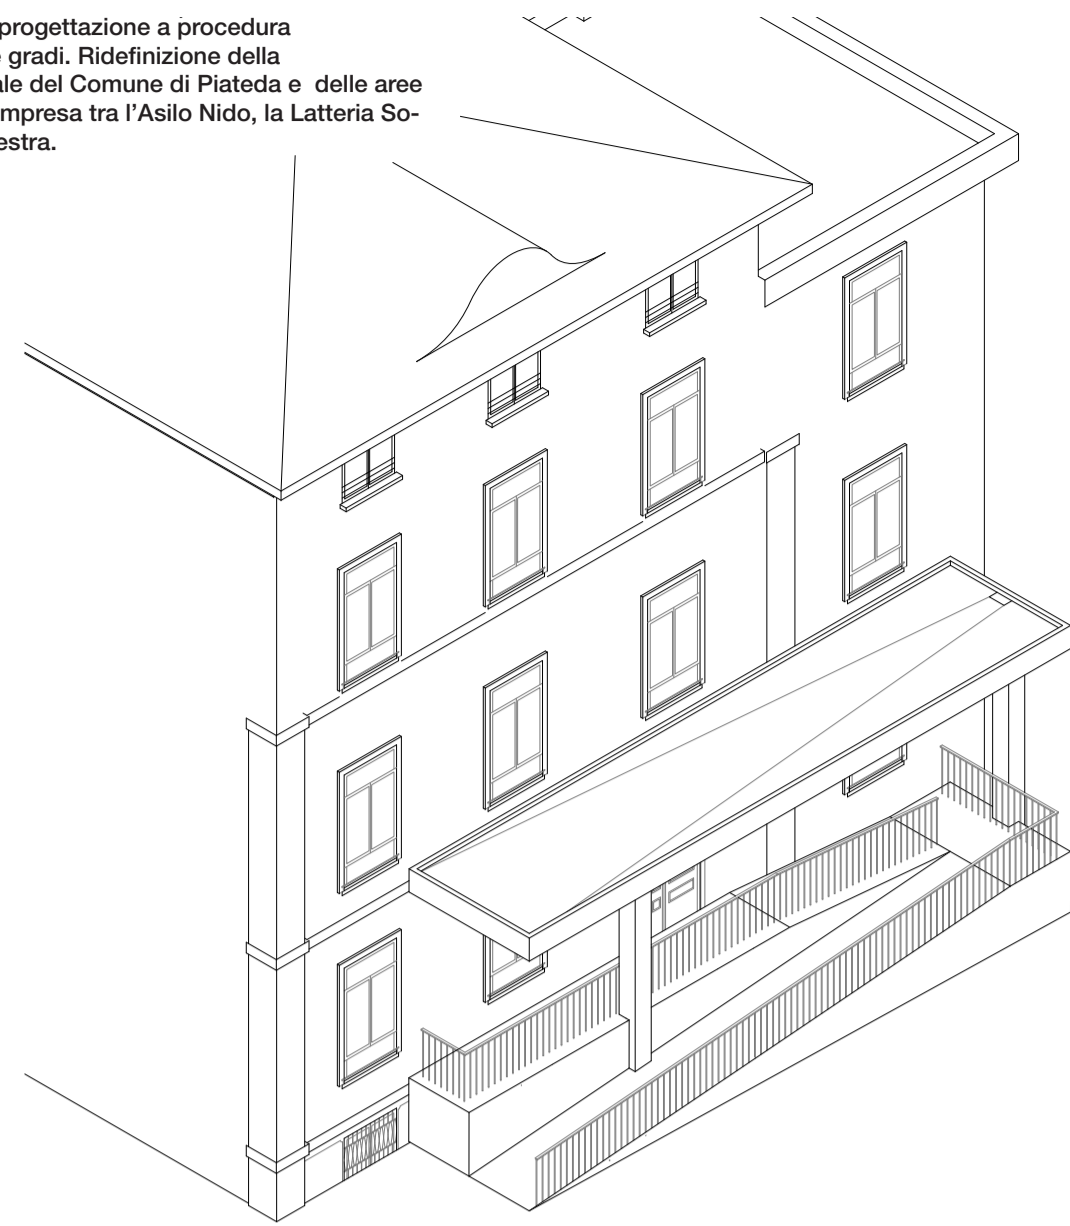 progettazione a procedura
gradi. Ridefinizione della
ale del Comune di Piateda e delle aree
mpresa tra l’Asilo Nido, la Latteria So-
estra.